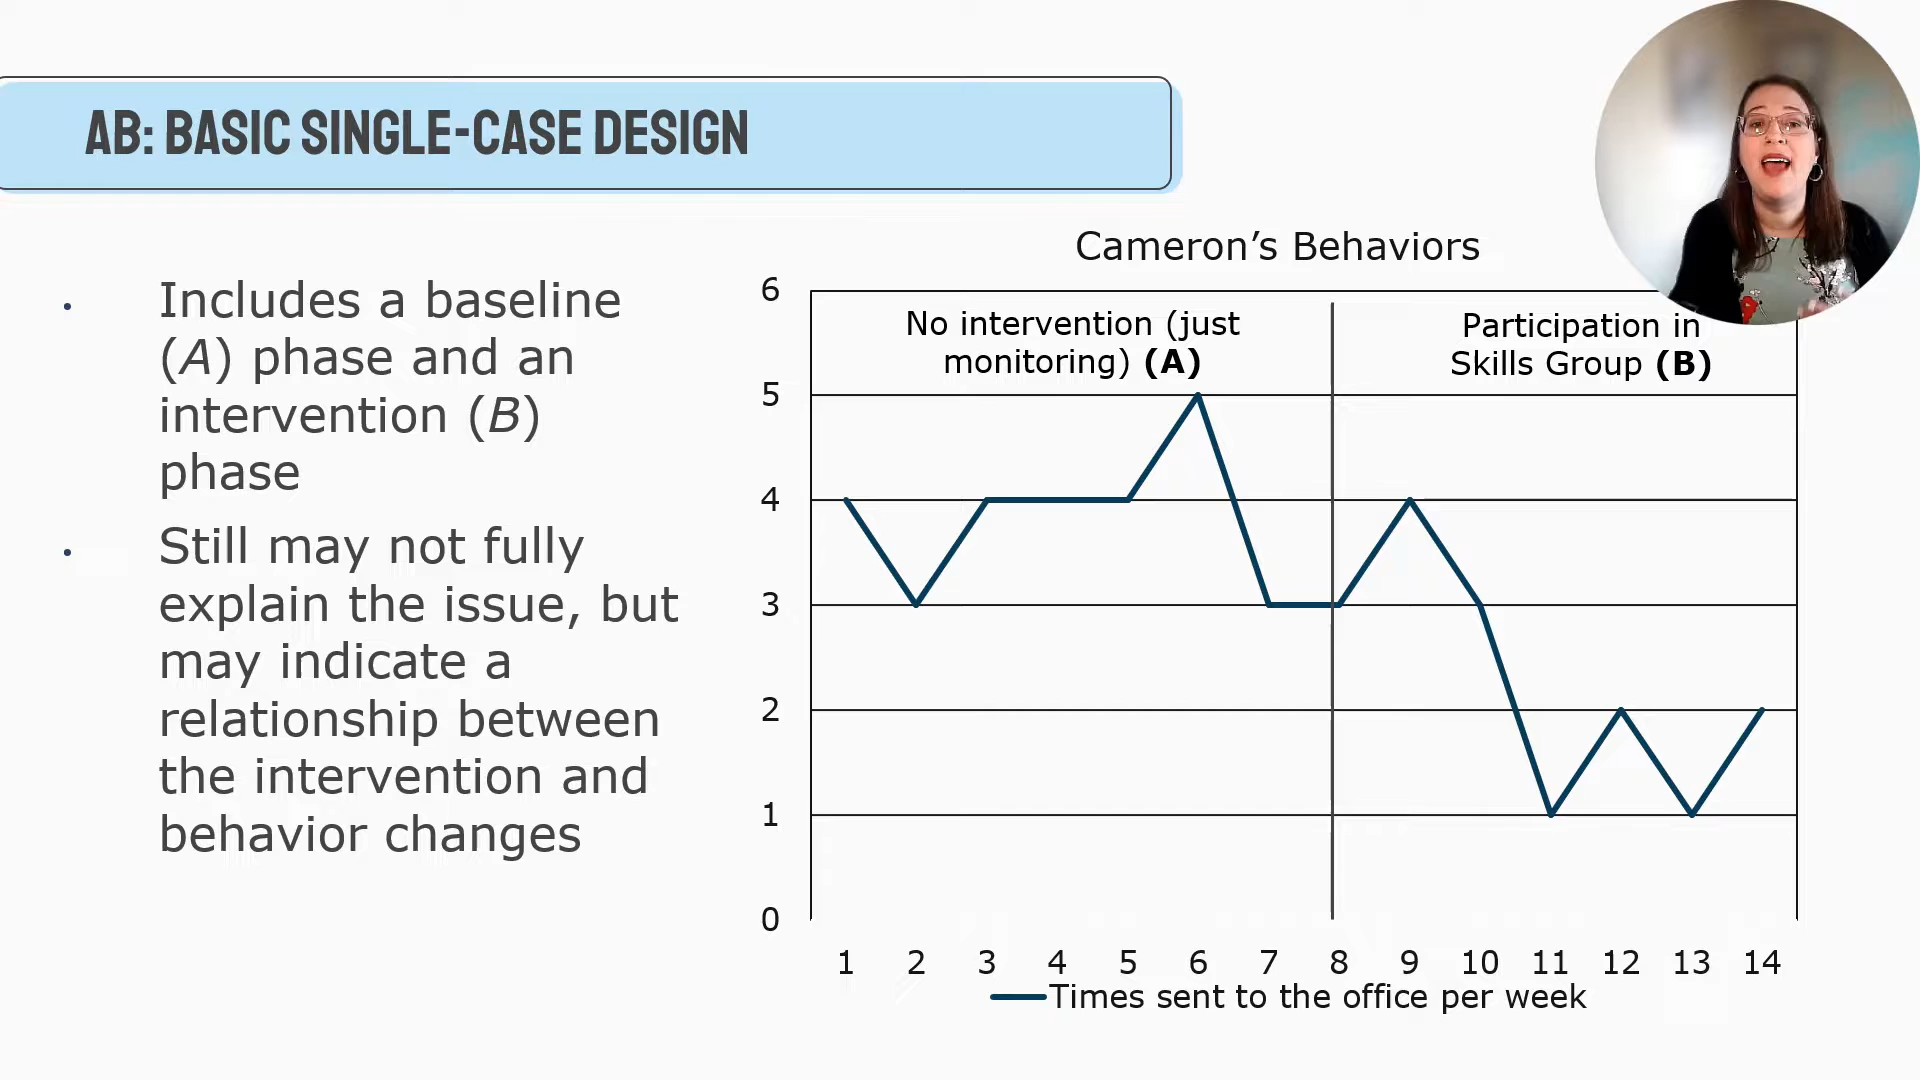 AB: BASIC SINGLE-CASE DESIGN
• Includes a baseline
(A) phase and an
intervention (B)
phase
• Still may not fully
explain the issue, but
may indicate a
relationship between
the intervention and
behavior changes
Cameron’s Behaviors
No intervention (just
monitoring) (A)
Participation in
Skills Group (B)
6
5
4
3
2
1
0
1 2 3 4 5 6 7 8 9 10 11 12 13 14
Times sent to the office per week